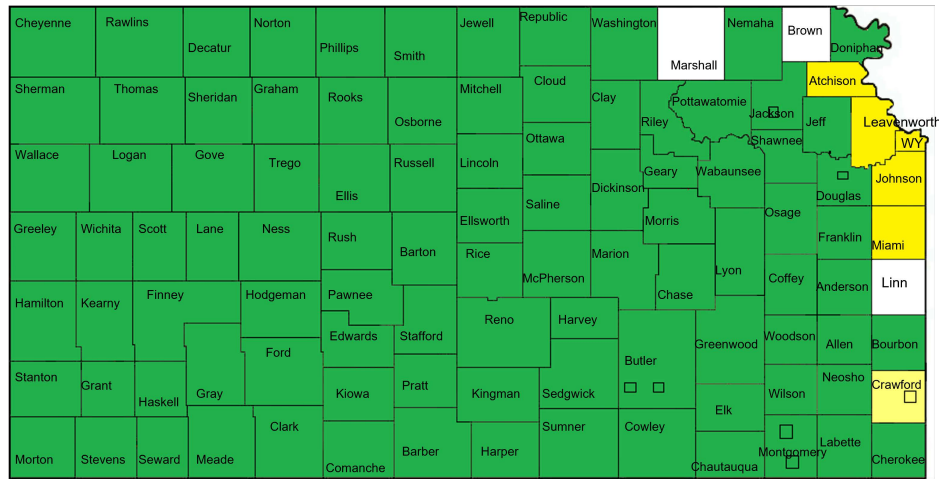 Cheyenne
Rawlins
Decatur
Norton
Phillips
Smith
Jewell
Republic
Washington
Marshall
Nemaha
Brown
Doniphan
Sherman
Thomas
Sheridan
Graham
Rooks
Osborne
Mitchell
Cloud
Clay
Riley
Pottawatomie
Jackson
Atchison
Jeff
Leavenworth
WY
Wallace
Logan
Gove
Trego
Ellis
Russell
Lincoln
Ottawa
Dickinson
Geary
Wabaunsee
Shawnee
Douglas
Johnson
Greeley
Wichita
Scott
Lane
Ness
Rush
Barton
Ellsworth
Saline
Morris
Osage
Franklin
Miami
Rice
McPherson
Marion
Chase
Lyon
Coffey
Anderson
Linn
Hamilton
Kearny
Finney
Hodgeman
Pawnee
Edwards
Stafford
Reno
Harvey
Butler
Greenwood
Woodson
Allen
Bourbon
Stanton
Grant
Haskell
Gray
Ford
Kiowa
Pratt
Kingman
Sedgwick
Elk
Wilson
Neosho
Crawford
Morton
Stevens
Seward
Meade
Clark
Comanche
Barber
Harper
Sumner
Cowley
Chautauqua
Montgomery
Labette
Cherokee